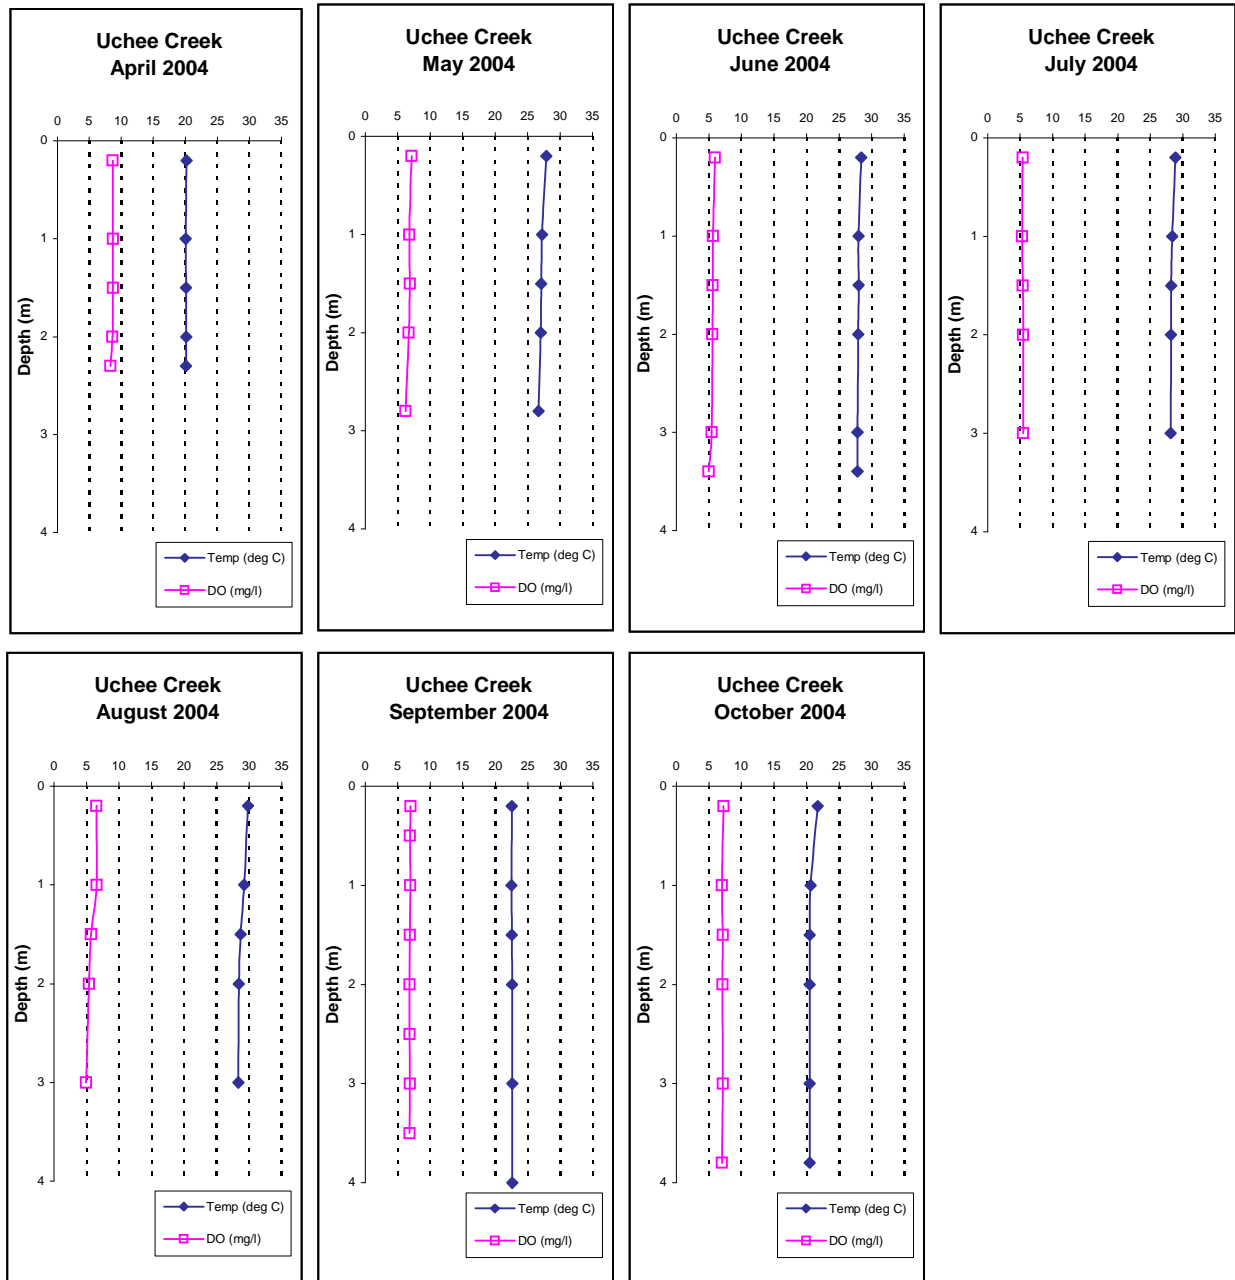 Uchee Creek
April 2004
0 5 10 15 20 25 30 35
0
1
2
3
4
Depth (m)
Temp (deg C)
DO (mg/l)
Uchee Creek
May 2004
0 5 10 15 20 25 30 35
0
1
2
3
4
Depth (m)
Temp (deg C)
DO (mg/l)
Uchee Creek
June 2004
0 5 10 15 20 25 30 35
0
1
2
3
4
Depth (m)
Temp (deg C)
DO (mg/l)
Uchee Creek
July 2004
0 5 10 15 20 25 30 35
0
1
2
3
4
Depth (m)
Temp (deg C)
DO (mg/l)
Uchee Creek
August 2004
0 5 10 15 20 25 30 35
0
1
2
3
4
Depth (m)
Temp (deg C)
DO (mg/l)
Uchee Creek
September 2004
0 5 10 15 20 25 30 35
0
1
2
3
4
Depth (m)
Temp (deg C)
DO (mg/l)
Uchee Creek
October 2004
0 5 10 15 20 25 30 35
0
1
2
3
4
Depth (m)
Temp (deg C)
DO (mg/l)